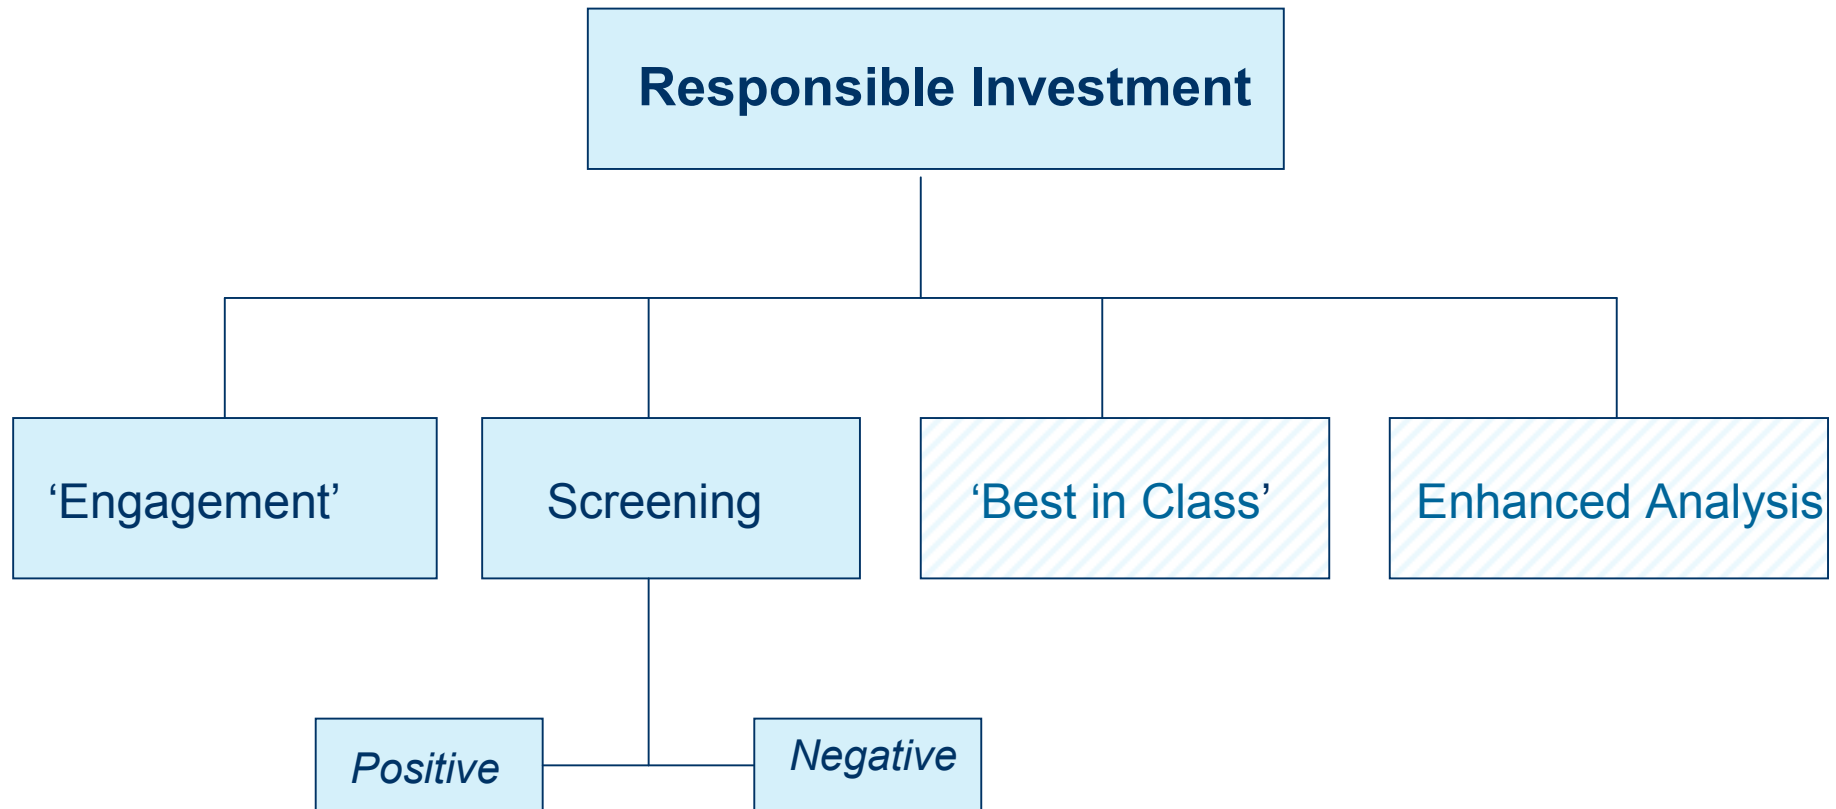 Responsible Investment
‘Engagement’
Screening
‘Best in Class’
Enhanced Analysis
Positive
Negative